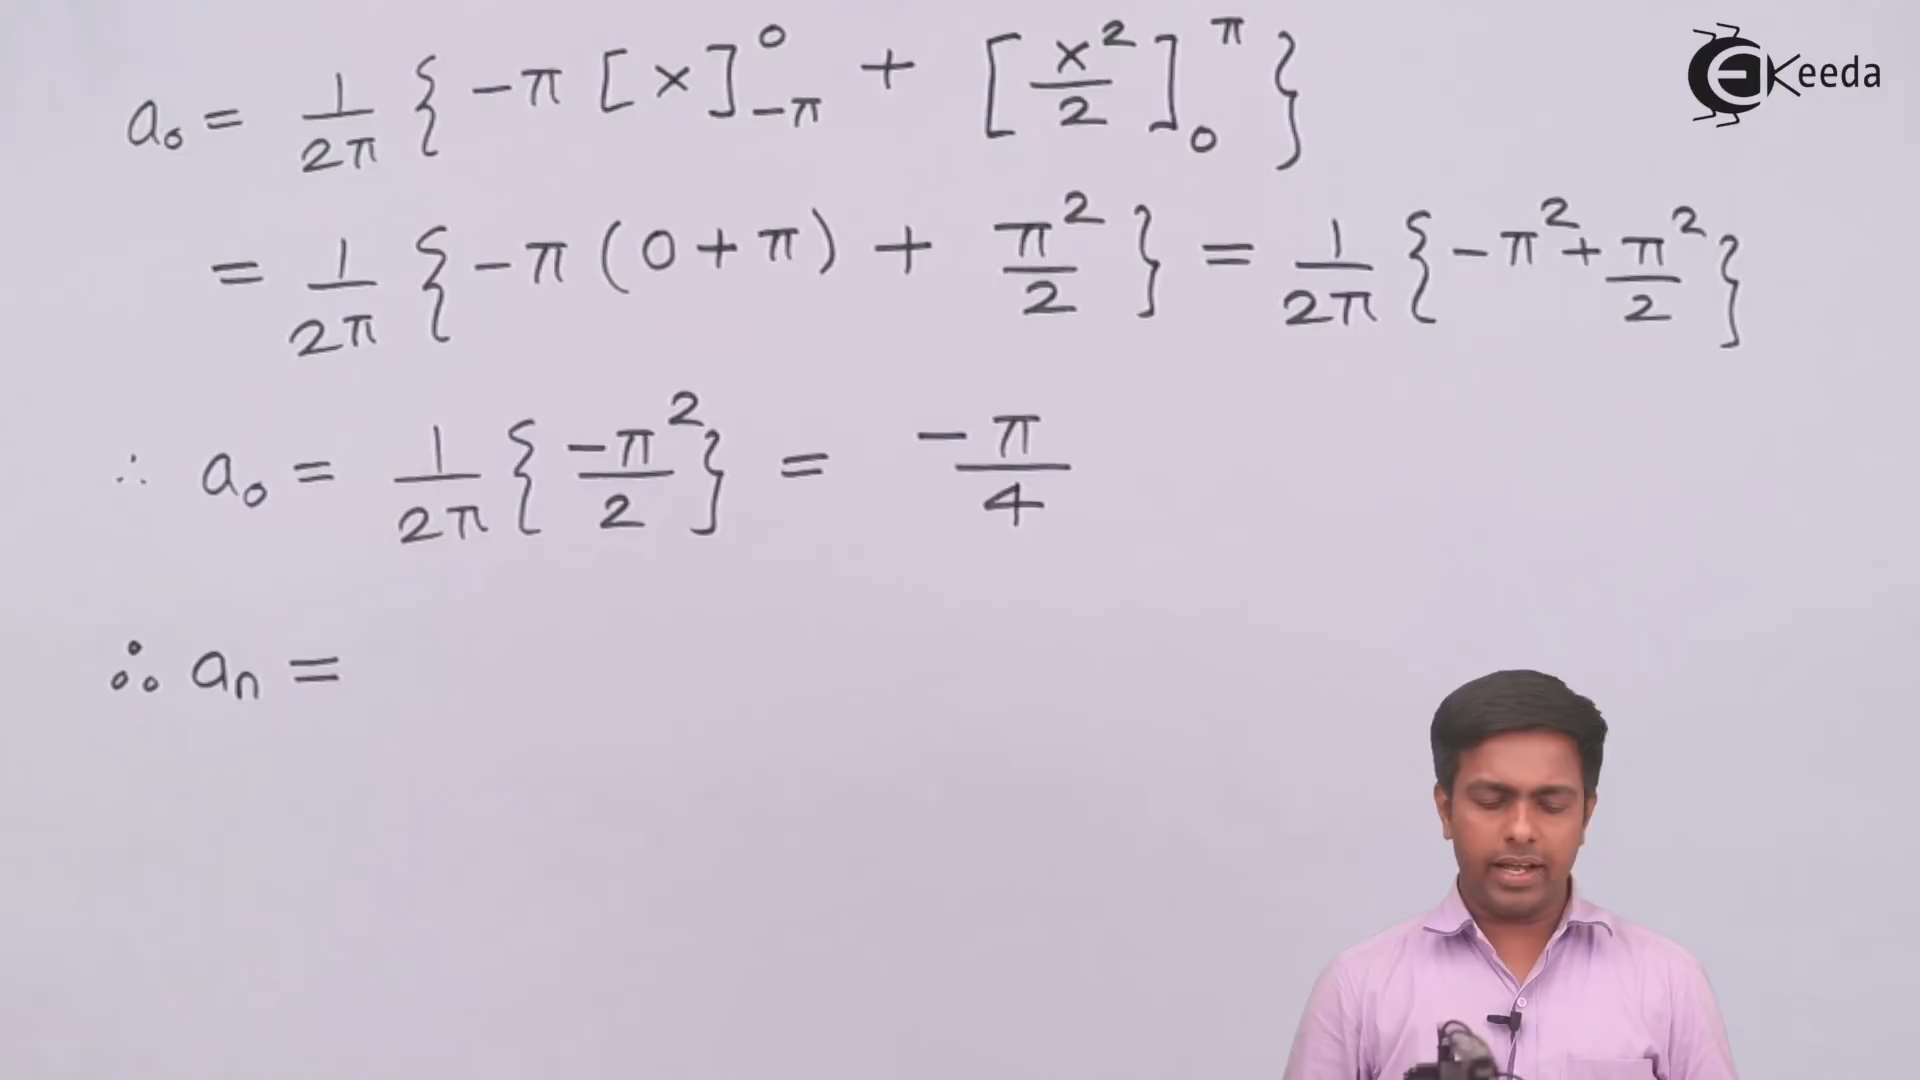 Keeda
a₀ = 1/2π { -π [x]₋π⁰ + [x²/2]₀^π }
= 1/2π { -π (0 + π) + π²/2 } = 1/2π { -π² + π²/2 }
∴ a₀ = 1/2π { -π²/2 } = -π/4
∴ aₙ =